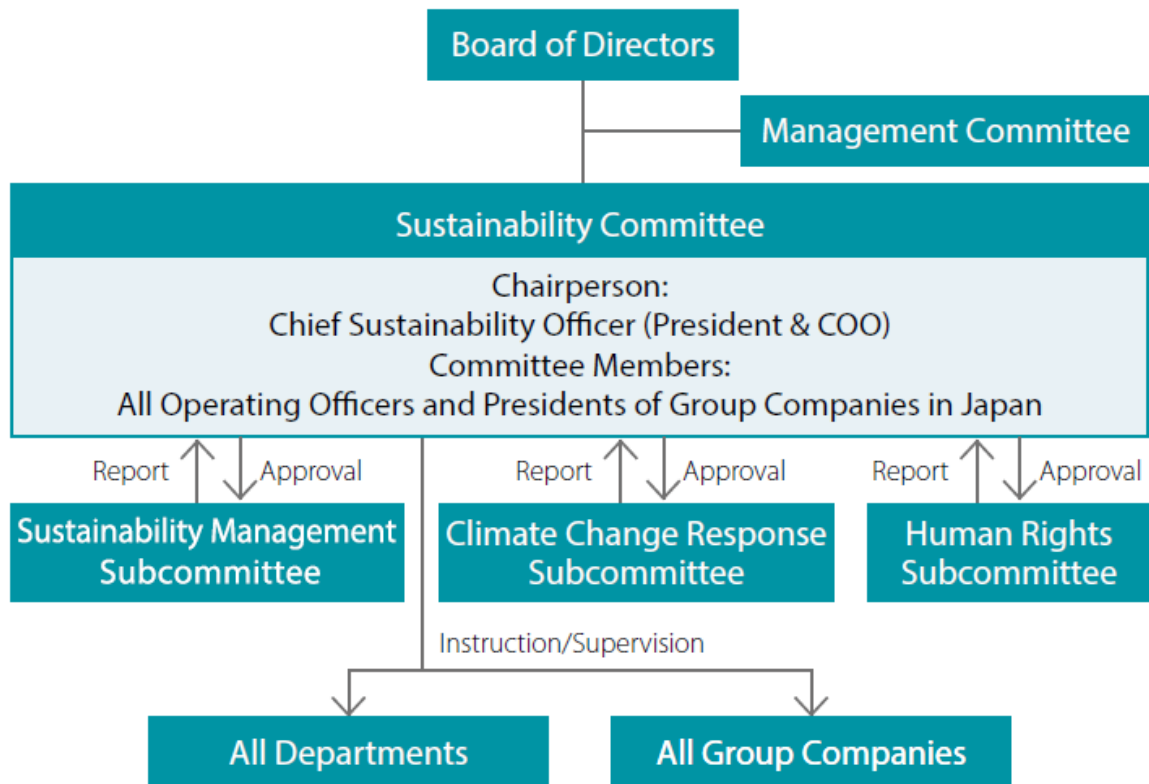 Board of Directors
Management Committee
Sustainability Committee
Chairperson:
Chief Sustainability Officer (President & COO)
Committee Members:
All Operating Officers and Presidents of Group Companies in Japan
Report
Approval
Report
Approval
Report
Approval
Sustainability Management
Subcommittee
Climate Change Response
Subcommittee
Human Rights
Subcommittee
Instruction/Supervision
All Departments
All Group Companies